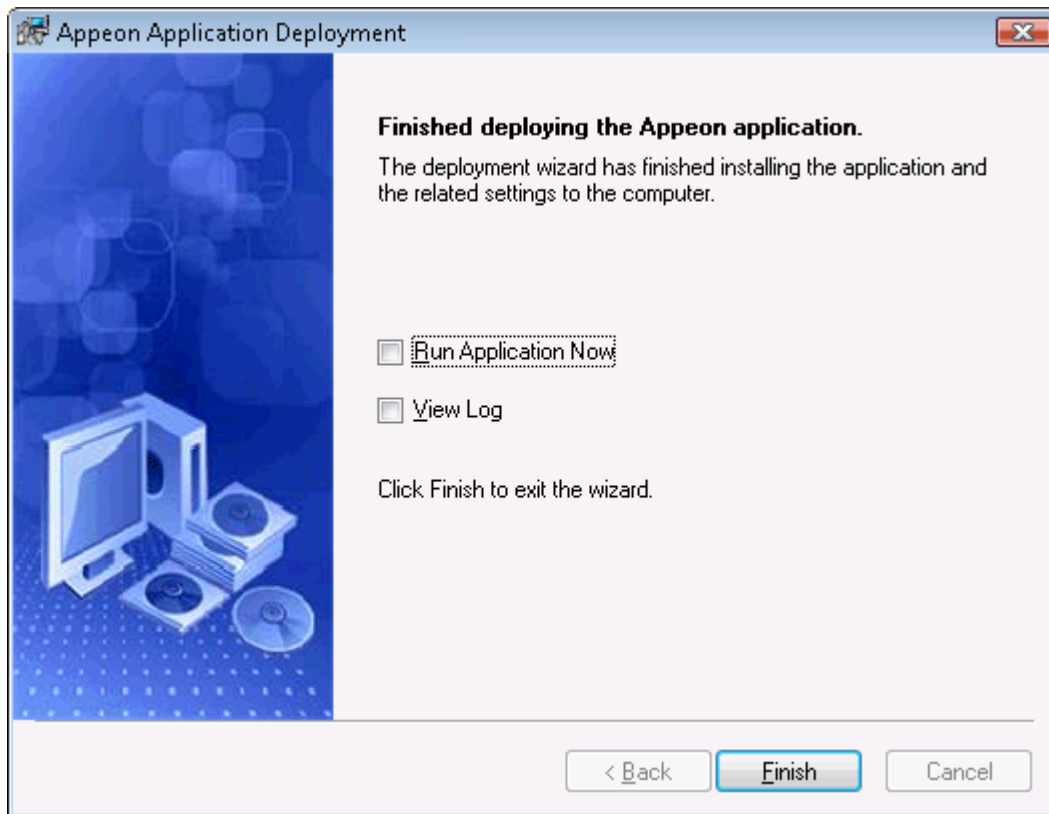 Appeon Application Deployment
Finished deploying the Appeon application.
The deployment wizard has finished installing the application and
the related settings to the computer.
Run Application Now
View Log
Click Finish to exit the wizard.
< Back Finish Cancel